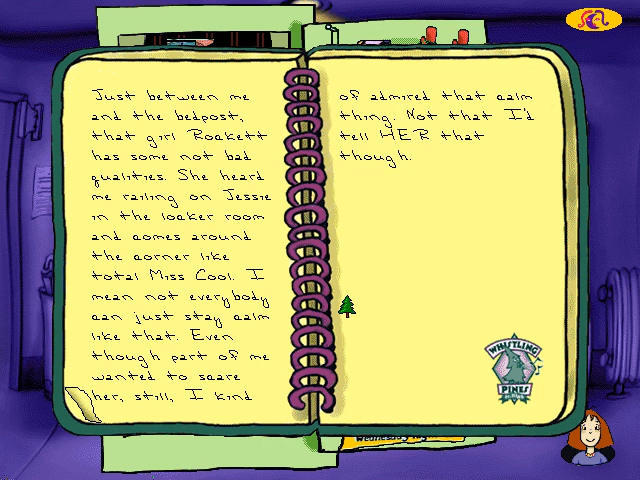 Just between me
and the bedpost,
that girl Rockett
has some not bad
qualities. She heard
me railing on Jessie
in the locker room
and comes around
the corner like
total Miss Cool. I
mean not everybody
can just stay calm
like that. Even
though part of me
wanted to scare
her, still, I kind
of admired that calm
thing. Not that I'd
tell HER that
though.
WHISTLING
PINES
Wednesday